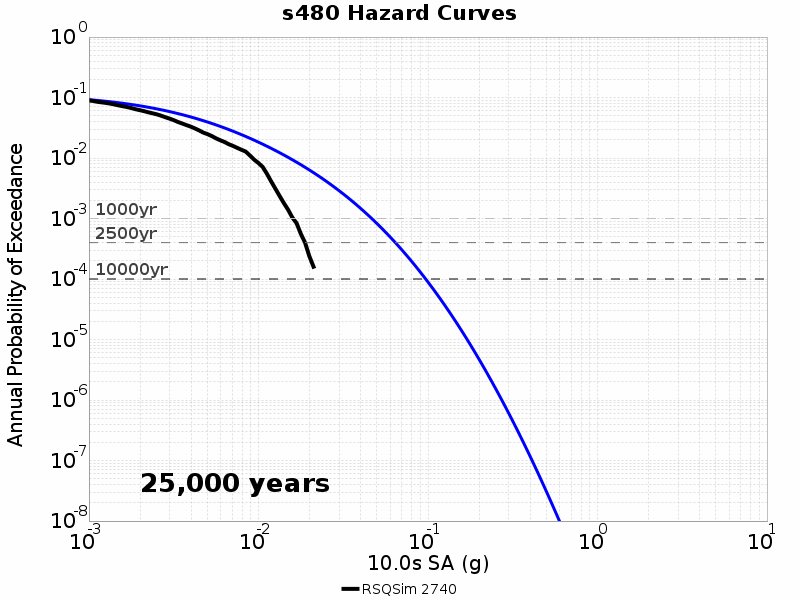 s480 Hazard Curves
Annual Probability of Exceedance
10^0
10^-1
10^-2
10^-3
10^-4
10^-5
10^-6
10^-7
10^-8
1000yr
2500yr
10000yr
25,000 years
10^-3 10^-2 10^-1 10^0 10^1
10.0s SA (g)
RSQSim 2740